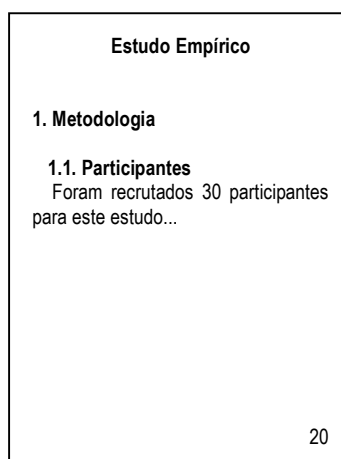 Estudo Empírico
1. Metodologia
1.1. Participantes
Foram recrutados 30 participantes
para este estudo...
20